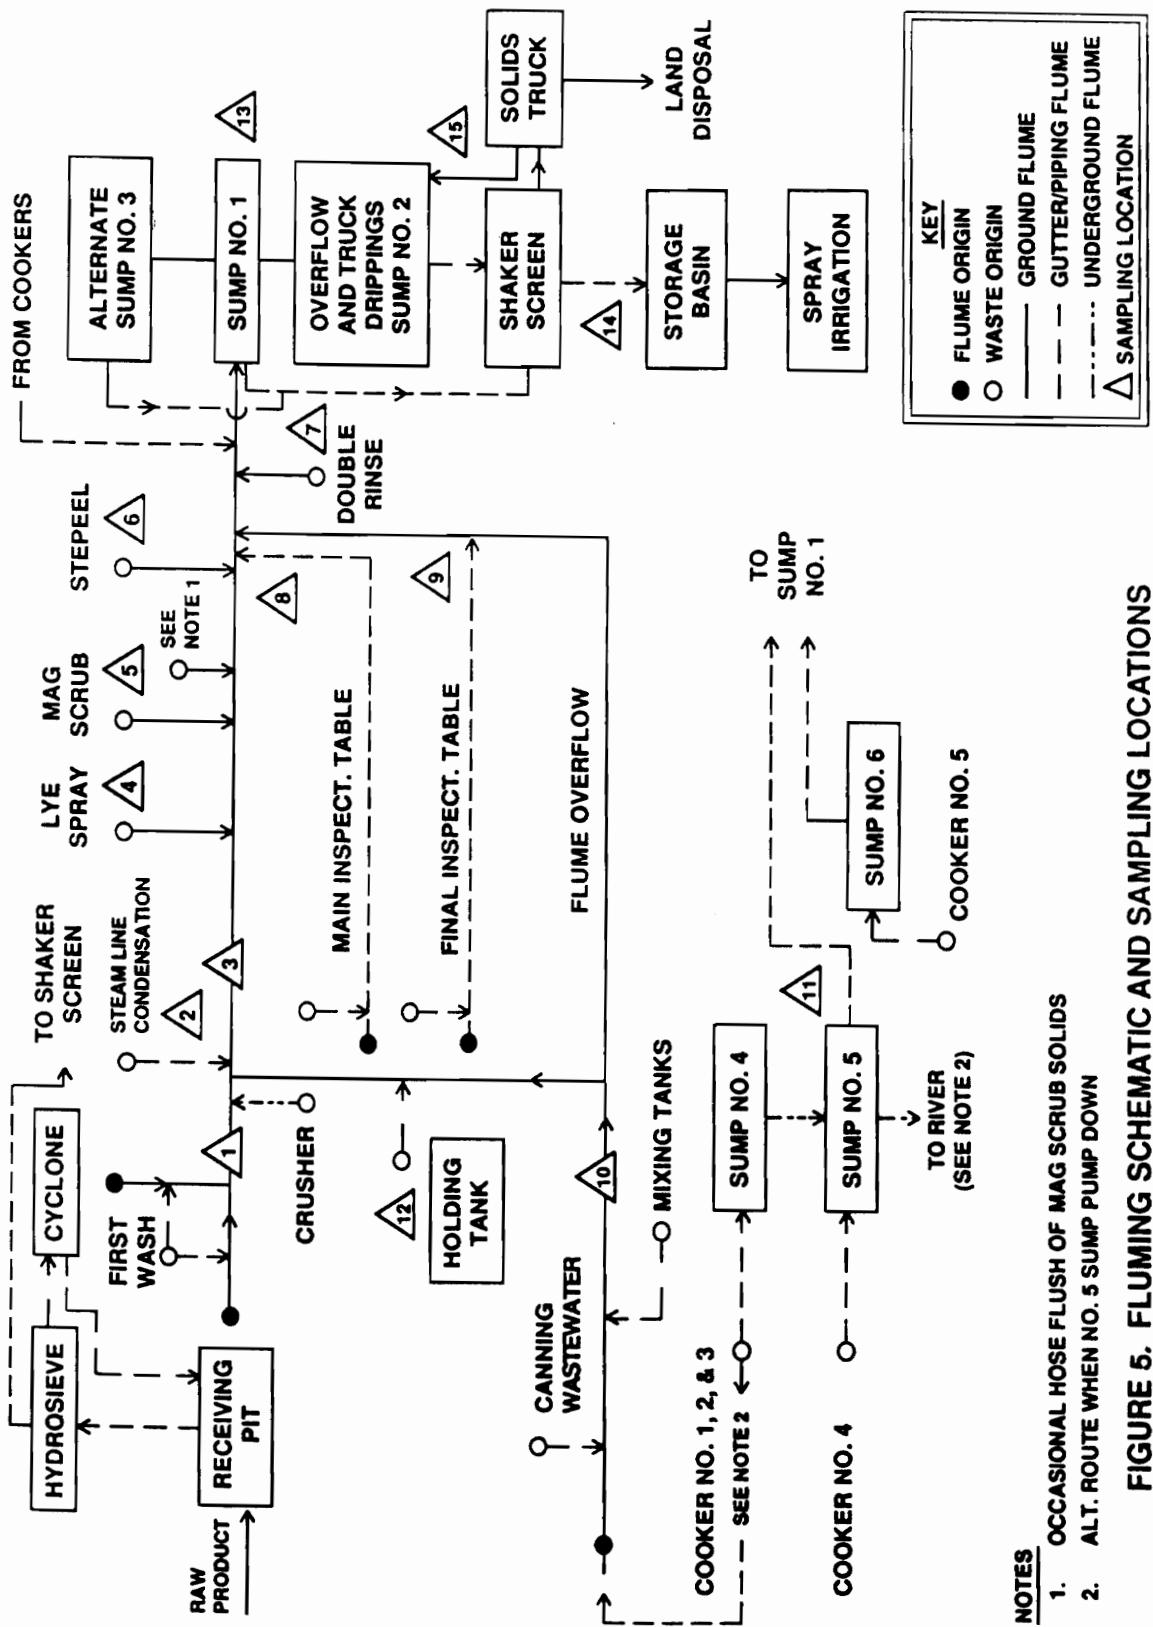 FROM COOKERS
ALTERNATE
SUMP NO. 3
SUMP NO. 1
13
OVERFLOW
AND TRUCK
DRIPPINGS
SUMP NO. 2
15
SOLIDS
TRUCK
SHAKER
SCREEN
LAND
DISPOSAL
14
STORAGE
BASIN
SPRAY
IRRIGATION
TO SHAKER
SCREEN
HYDROSIEVE
CYCLONE
STEAM LINE
CONDENSATION
2
LYE
SPRAY
4
MAG
SCRUB
5
SEE
NOTE 1
STEPEEL
6
RAW
PRODUCT
RECEIVING
PIT
FIRST
WASH
1
3
8
7
DOUBLE
RINSE
CRUSHER
MAIN INSPECT. TABLE
12
HOLDING
TANK
FINAL INSPECT. TABLE
9
CANNING
WASTEWATER
10
FLUME OVERFLOW
MIXING TANKS
COOKER NO. 1, 2, & 3
SEE NOTE 2
SUMP NO. 4
COOKER NO. 4
SUMP NO. 5
11
TO RIVER
(SEE NOTE 2)
SUMP NO. 6
COOKER NO. 5
TO
SUMP
NO. 1
KEY
FLUME ORIGIN
WASTE ORIGIN
GROUND FLUME
GUTTER/PIPING FLUME
UNDERGROUND FLUME
SAMPLING LOCATION
NOTES
1. OCCASIONAL HOSE FLUSH OF MAG SCRUB SOLIDS
2. ALT. ROUTE WHEN NO. 5 SUMP PUMP DOWN
FIGURE 5. FLUMING SCHEMATIC AND SAMPLING LOCATIONS